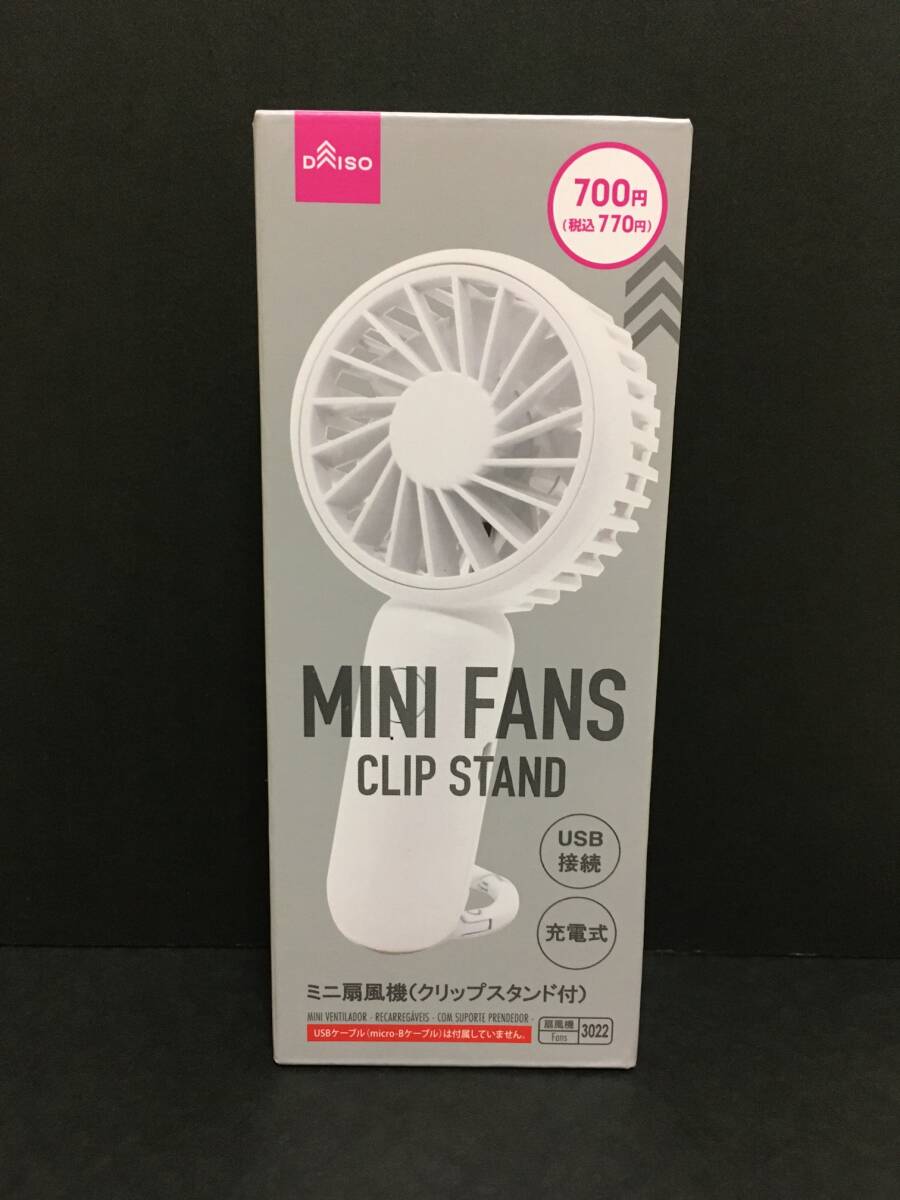 DAISO
700円
(税込770円)
MINI FANS
CLIP STAND
USB
接続
充電式
ミニ扇風機(クリップスタンド付)
MINI VENTILADOR - RECARREGÁVEIS - COM SUPORTE PRENDEDOR -
USBケーブル(micro-Bケーブル)は付属していません。
扇風機
Fans
3022